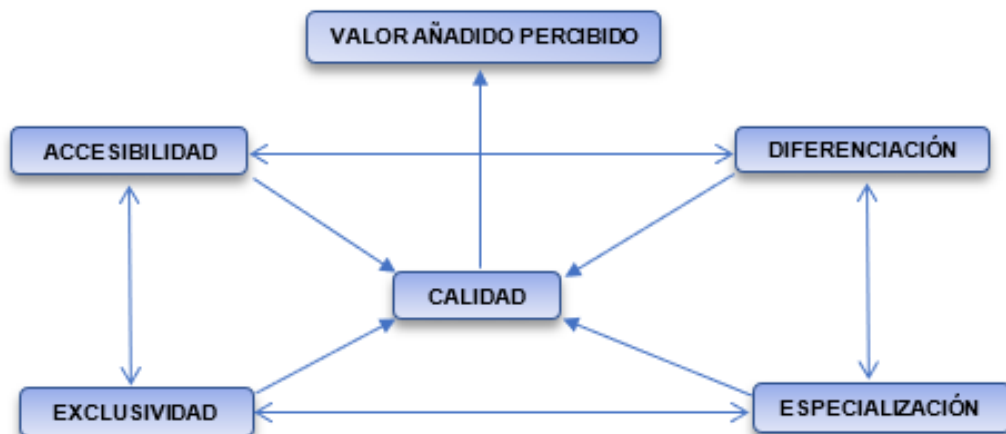 VALOR AÑADIDO PERCIBIDO
ACCESIBILIDAD
DIFERENCIACIÓN
CALIDAD
EXCLUSIVIDAD
ESPECIALIZACIÓN